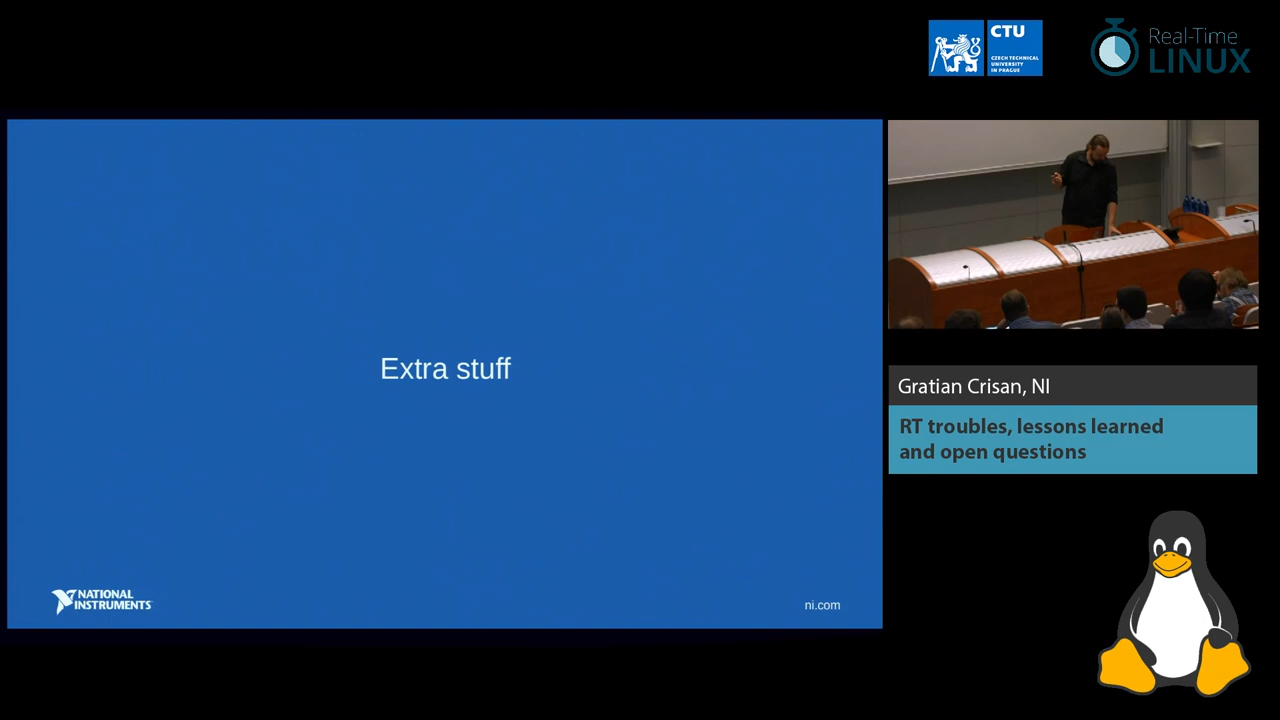 CTU
CZECH TECHNICAL
UNIVERSITY
IN PRAGUE
Real-Time
LINUX
Extra stuff
NATIONAL
INSTRUMENTS
ni.com
Gratian Crisan, NI
RT troubles, lessons learned
and open questions